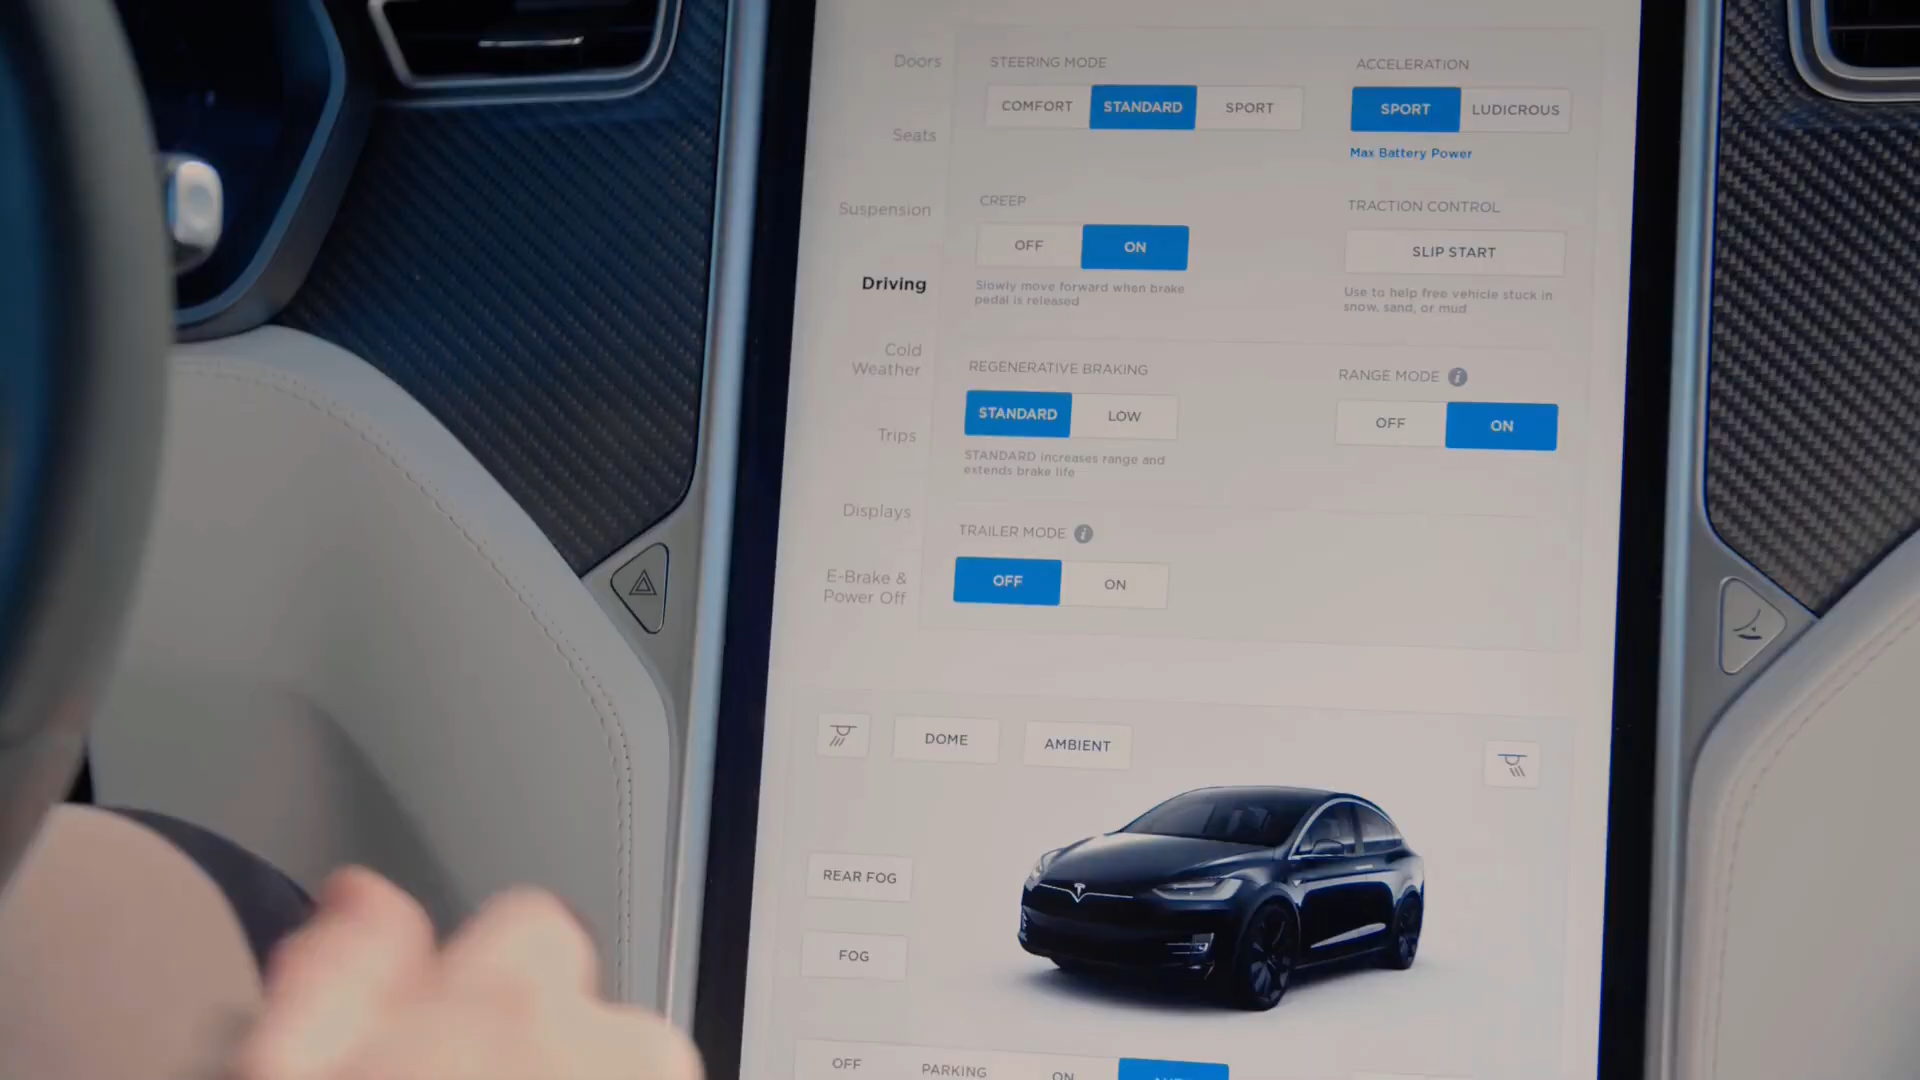 Doors
Seats
Suspension
Driving
Cold
Weather
Trips
Displays
E-Brake &
Power Off
STEERING MODE
COMFORT STANDARD SPORT
ACCELERATION
SPORT LUDICROUS
Max Battery Power
CREEP
OFF ON
Slowly move forward when brake
pedal is released
TRACTION CONTROL
SLIP START
Use to help free vehicle stuck in
snow, sand, or mud
REGENERATIVE BRAKING
STANDARD LOW
STANDARD increases range and
extends brake life
RANGE MODE i
OFF ON
TRAILER MODE i
OFF ON
DOME AMBIENT
REAR FOG
FOG
OFF PARKING ON